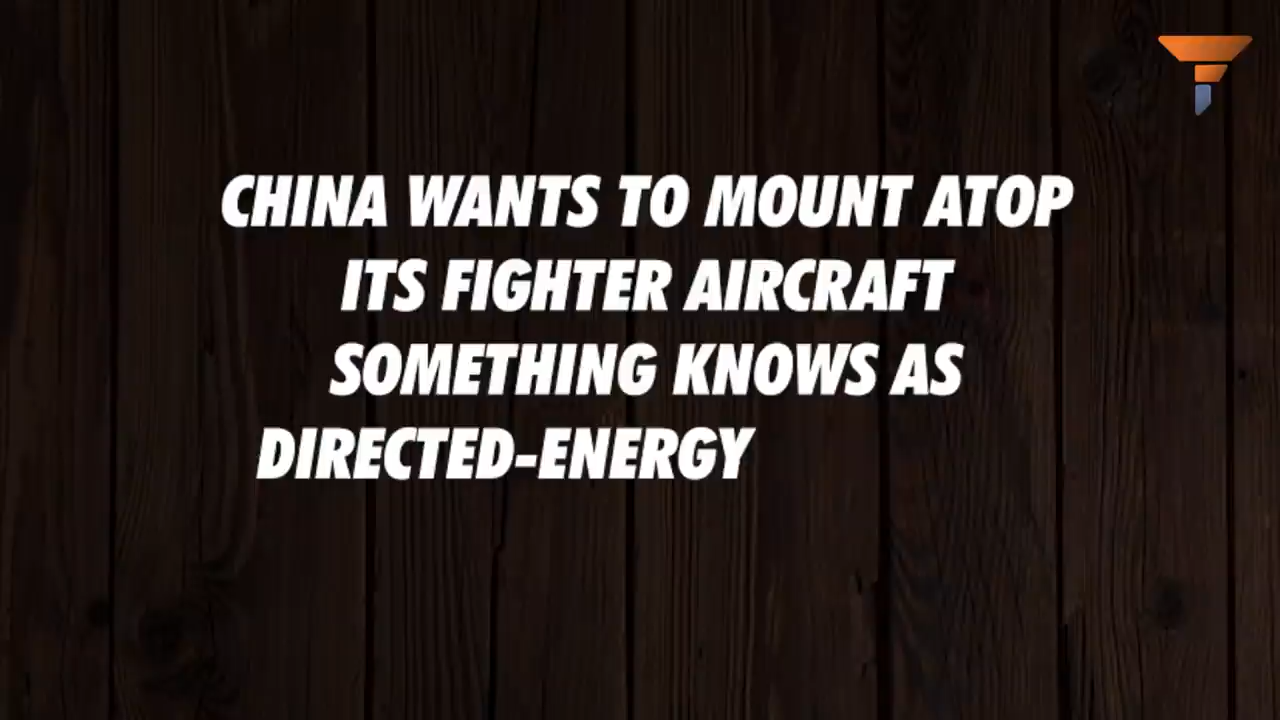 CHINA WANTS TO MOUNT ATOP
ITS FIGHTER AIRCRAFT
SOMETHING KNOWS AS
DIRECTED-ENERGY